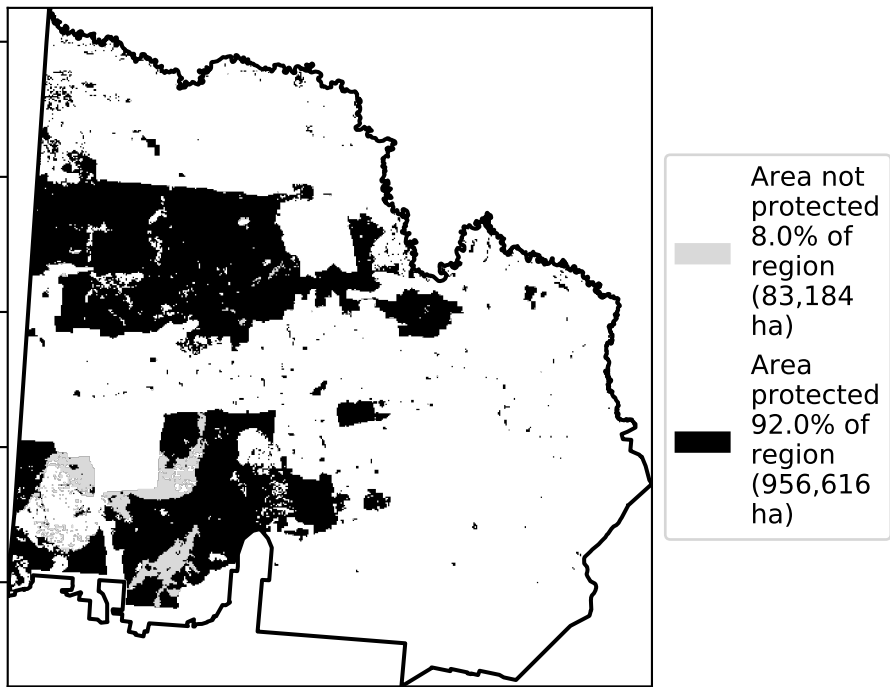 Area not
protected
8.0% of
region
(83,184
ha)
Area
protected
92.0% of
region
(956,616
ha)